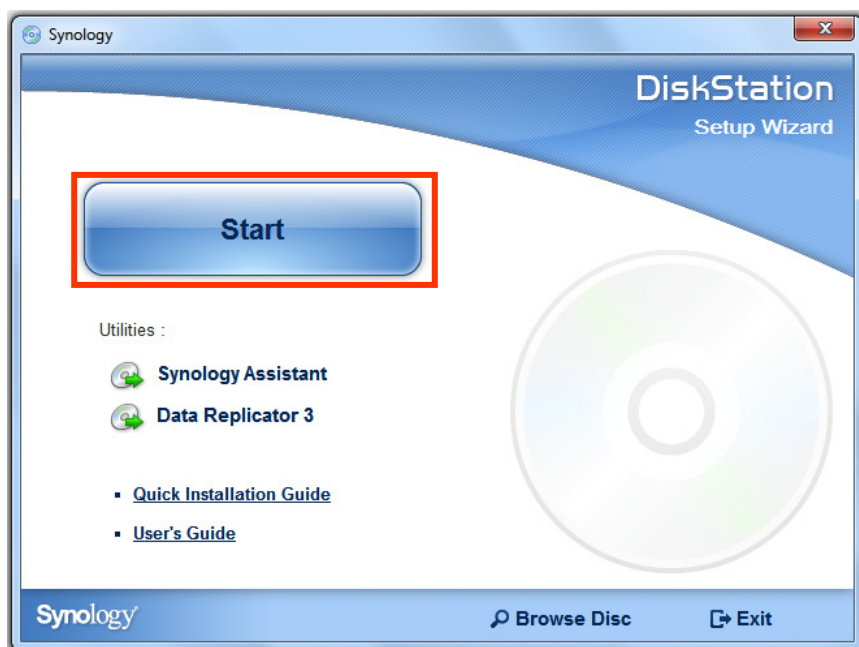 Synology
DiskStation
Setup Wizard
Start
Utilities :
Synology Assistant
Data Replicator 3
Quick Installation Guide
User's Guide
Synology
Browse Disc
Exit